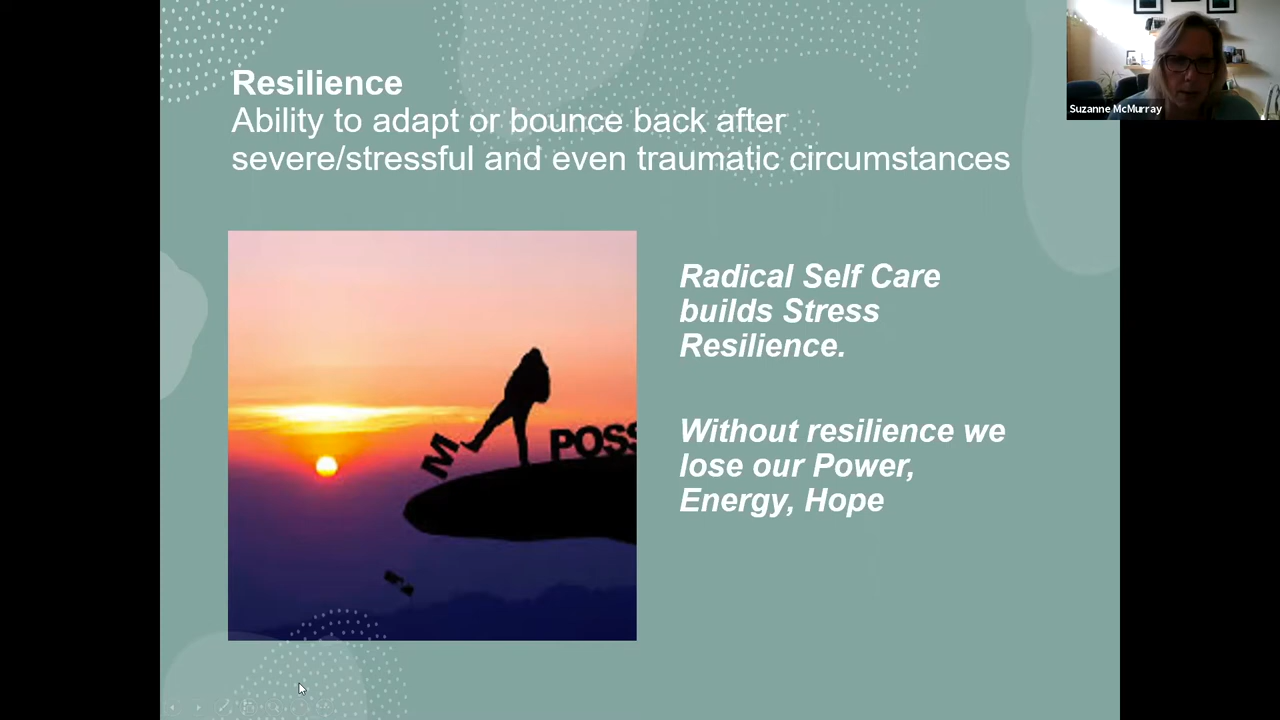 Resilience
Ability to adapt or bounce back after
severe/stressful and even traumatic circumstances
Suzanne McMurray
Radical Self Care
builds Stress
Resilience.
M
POSS
Without resilience we
lose our Power,
Energy, Hope